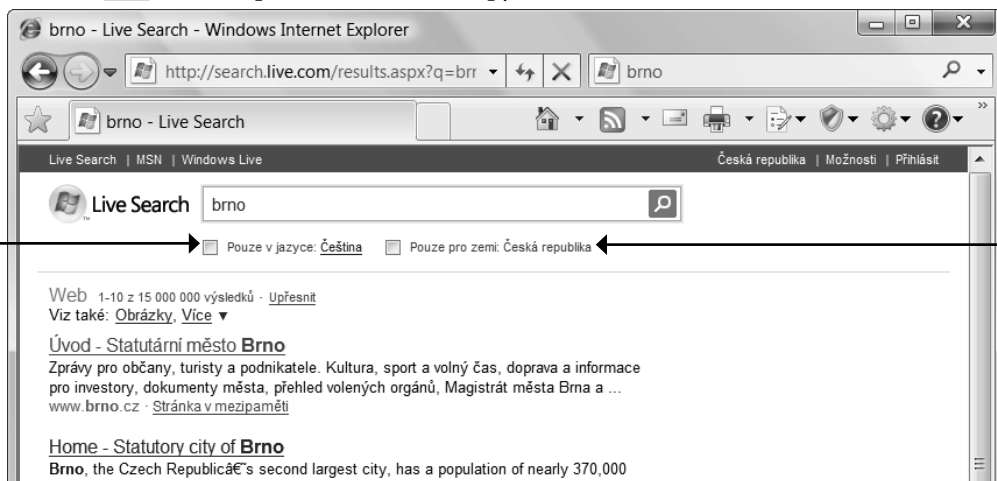 brno - Live Search - Windows Internet Explorer
http://search.live.com/results.aspx?q=brr
brno
brno - Live Search
Live Search | MSN | Windows Live
Česká republika | Možnosti | Přihlásit
Live Search
brno
Pouze v jazyce: Čeština
Pouze pro zemi: Česká republika
Web 1-10 z 15 000 000 výsledků · Upřesnit
Viz také: Obrázky, Více ▼
Úvod - Statutární město Brno
Zprávy pro občany, turisty a podnikatele. Kultura, sport a volný čas, doprava a informace
pro investory, dokumenty města, přehled volených orgánů, Magistrát města Brna a ...
www.brno.cz · Stránka v mezipaměti
Home - Statutory city of Brno
Brno, the Czech Republicâ€˜s second largest city, has a population of nearly 370,000